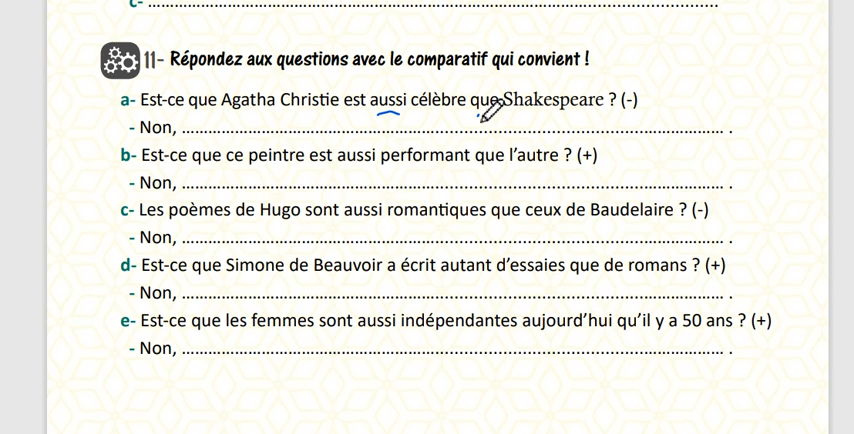 c- ........................................................................................................................
11- Répondez aux questions avec le comparatif qui convient !
a- Est-ce que Agatha Christie est aussi célèbre que Shakespeare ? (-)
- Non, ........................................................................................................................ .
b- Est-ce que ce peintre est aussi performant que l’autre ? (+)
- Non, ........................................................................................................................ .
c- Les poèmes de Hugo sont aussi romantiques que ceux de Baudelaire ? (-)
- Non, ........................................................................................................................ .
d- Est-ce que Simone de Beauvoir a écrit autant d’essaies que de romans ? (+)
- Non, ........................................................................................................................ .
e- Est-ce que les femmes sont aussi indépendantes aujourd’hui qu’il y a 50 ans ? (+)
- Non, ........................................................................................................................ .